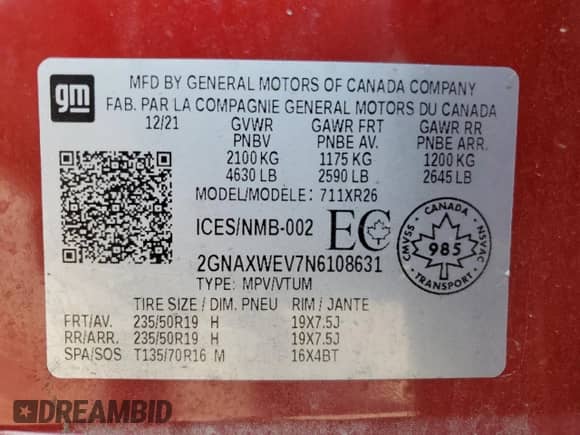 gm
MFD BY GENERAL MOTORS OF CANADA COMPANY
FAB. PAR LA COMPAGNIE GENERAL MOTORS DU CANADA
12/21 GVWR GAWR FRT GAWR RR
PNBV PNBE AV. PNBE ARR.
2100 KG 1175 KG 1200 KG
4630 LB 2590 LB 2645 LB
MODEL/MODÈLE: 711XR26
ICES/NMB-002 EC
CANADA
CMVSS 985 NSVAC
2GNAXWEV7N6108631
TYPE: MPV/VTUM
TIRE SIZE / DIM. PNEU RIM / JANTE
FRT/AV. 235/50R19 H 19X7.5J
RR/ARR. 235/50R19 H 19X7.5J
SPA/SOS T135/70R16 M 16X4BT
DREAMBID